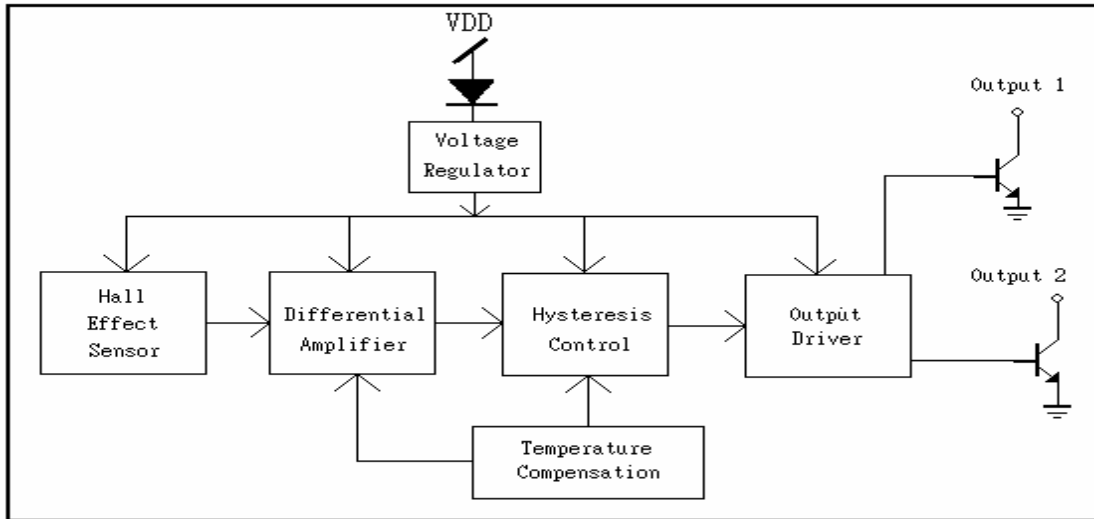 VDD
Voltage
Regulator
Output 1
Hall
Effect
Sensor
Differential
Amplifier
Hysteresis
Control
Output
Driver
Output 2
Temperature
Compensation